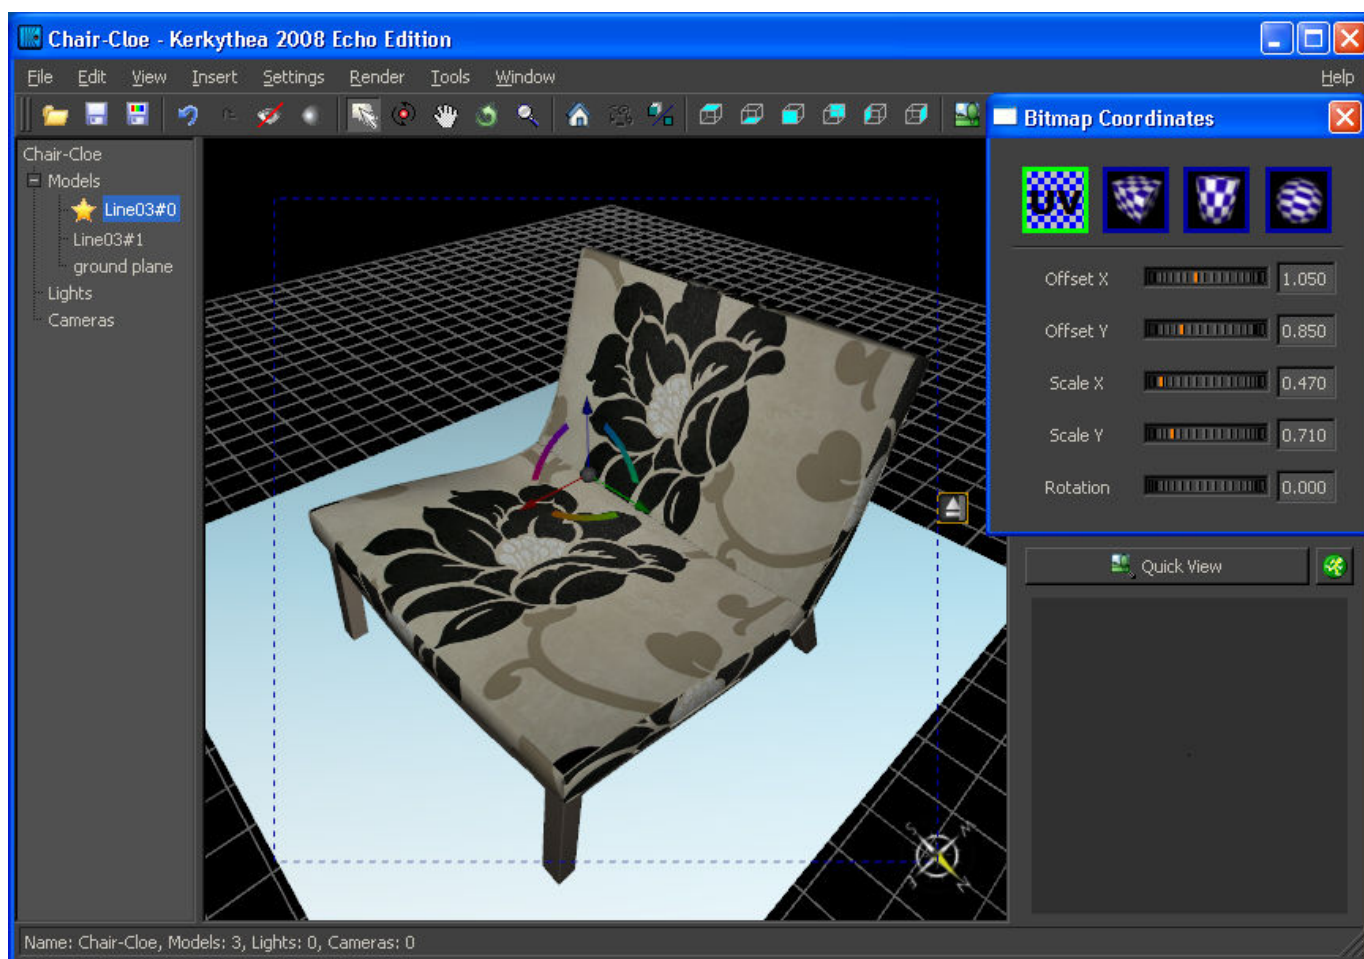 Chair-Cloe - Kerkythea 2008 Echo Edition
File Edit View Insert Settings Render Tools Window Help
Bitmap Coordinates
Chair-Cloe
Models
Line03#0
Line03#1
ground plane
Lights
Cameras
UV
Offset X 1.050
Offset Y 0.850
Scale X 0.470
Scale Y 0.710
Rotation 0.000
Quick View
S W
E N
Name: Chair-Cloe, Models: 3, Lights: 0, Cameras: 0